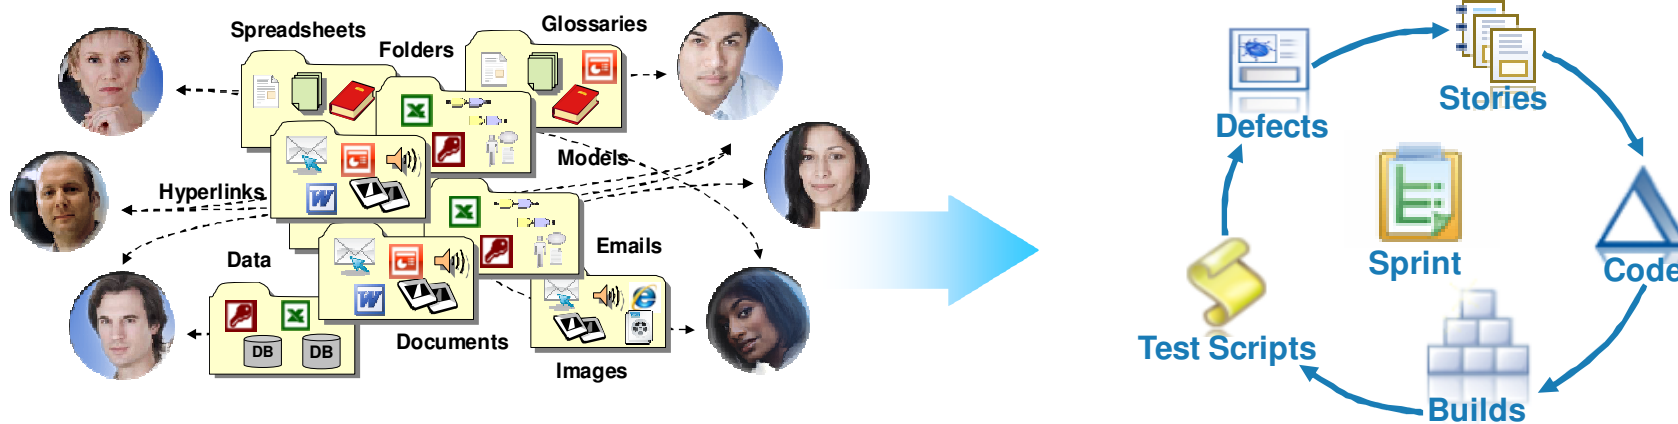 Spreadsheets
Folders
Glossaries
Models
Hyperlinks
W
Data
Emails
W
DB
DB
Documents
Images
Defects
Stories
Sprint
Code
Test Scripts
Builds